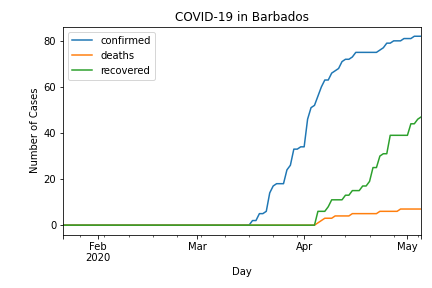 COVID-19 in Barbados
confirmed
deaths
recovered
Number of Cases
80
60
40
20
0
Feb
2020
Mar
Apr
May
Day